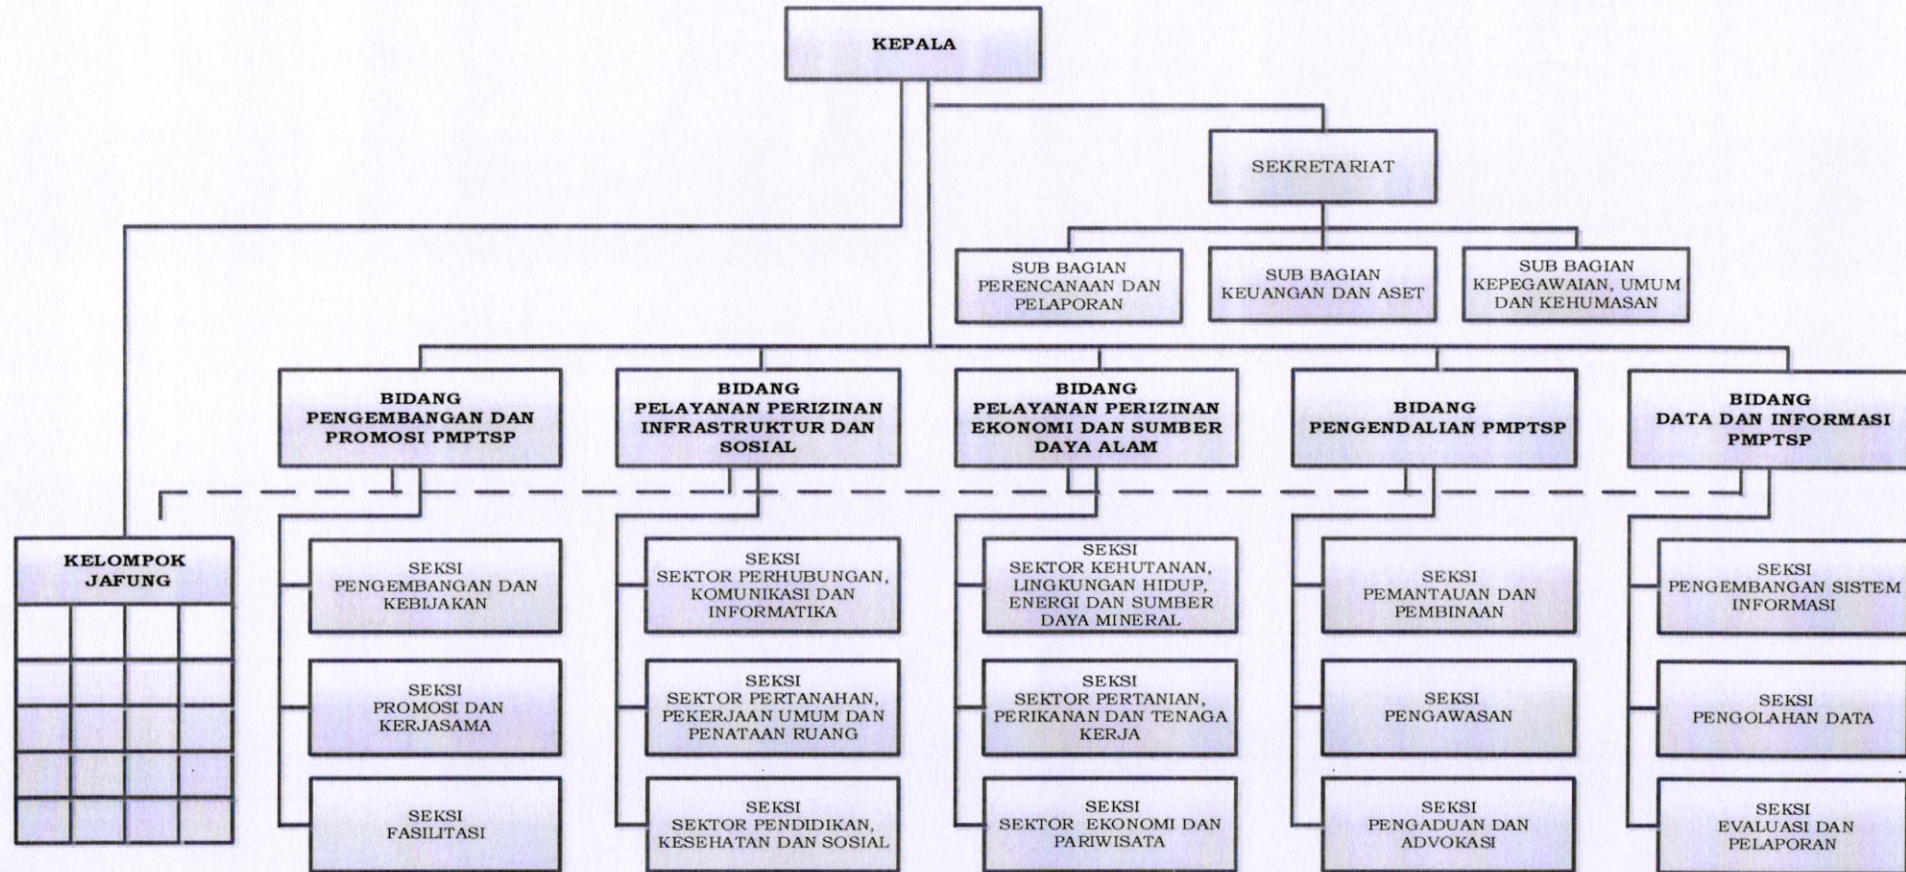 KEPALA
SEKRETARIAT
SUB BAGIAN
PERENCANAAN DAN
PELAPORAN
SUB BAGIAN
KEUANGAN DAN ASET
SUB BAGIAN
KEPEGAWAIAN, UMUM
DAN KEHUMASAN
BIDANG
PENGEMBANGAN DAN
PROMOSI PMPTSP
BIDANG
PELAYANAN PERIZINAN
INFRASTRUKTUR DAN
SOSIAL
BIDANG
PELAYANAN PERIZINAN
EKONOMI DAN SUMBER
DAYA ALAM
BIDANG
PENGENDALIAN PMPTSP
BIDANG
DATA DAN INFORMASI
PMPTSP
KELOMPOK
JAFUNG
SEKSI
PENGEMBANGAN DAN
KEBIJAKAN
SEKSI
SEKTOR PERHUBUNGAN,
KOMUNIKASI DAN
INFORMATIKA
SEKSI
SEKTOR KEHUTANAN,
LINGKUNGAN HIDUP,
ENERGI DAN SUMBER
DAYA MINERAL
SEKSI
PEMANTAUAN DAN
PEMBINAAN
SEKSI
PENGEMBANGAN SISTEM
INFORMASI
SEKSI
PROMOSI DAN
KERJASAMA
SEKSI
SEKTOR PERTANAHAN,
PEKERJAAN UMUM DAN
PENATAAN RUANG
SEKSI
SEKTOR PERTANIAN,
PERIKANAN DAN TENAGA
KERJA
SEKSI
PENGAWASAN
SEKSI
PENGOLAHAN DATA
SEKSI
FASILITASI
SEKSI
SEKTOR PENDIDIKAN,
KESEHATAN DAN SOSIAL
SEKSI
SEKTOR EKONOMI DAN
PARIWISATA
SEKSI
PENGADUAN DAN
ADVOKASI
SEKSI
EVALUASI DAN
PELAPORAN